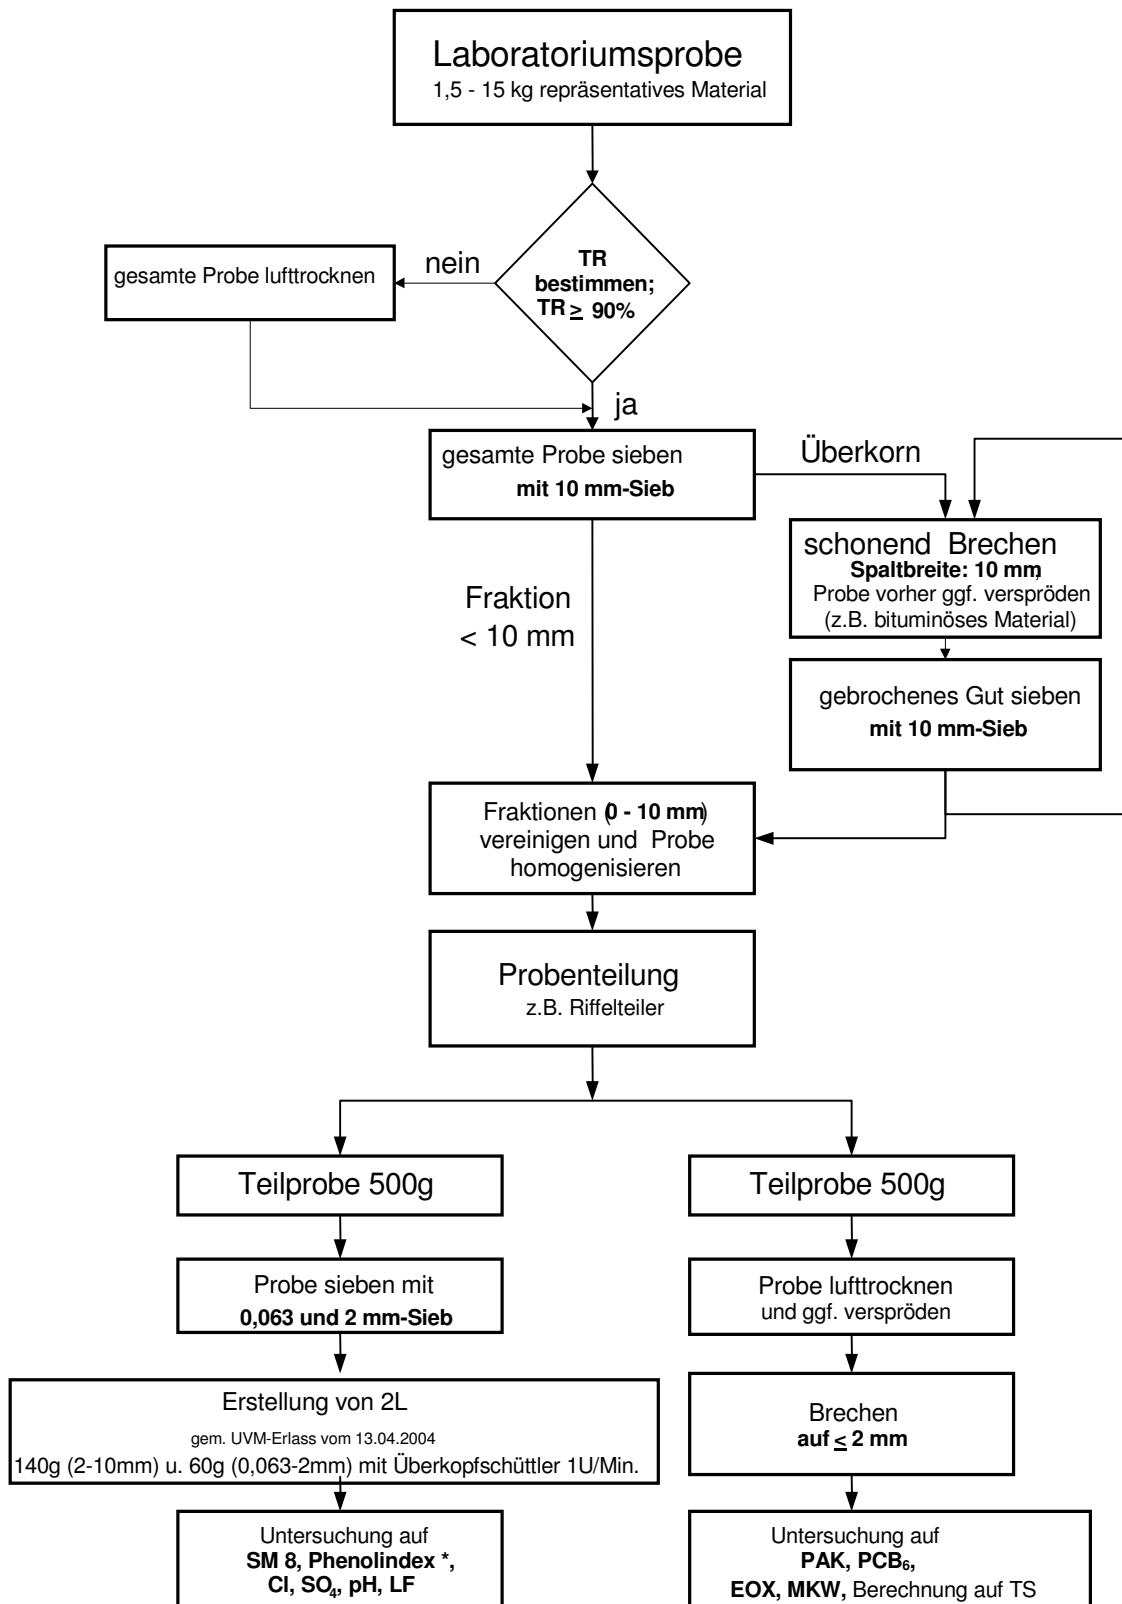 Laboratoriumsprobe
1,5 - 15 kg repräsentatives Material
TR
bestimmen;
TR ≥ 90%
nein
gesamte Probe lufttrocknen
ja
gesamte Probe sieben
mit 10 mm-Sieb
Überkorn
schonend Brechen
Spaltbreite: 10 mm,
Probe vorher ggf. verspröden
(z.B. bituminöses Material)
Fraktion
< 10 mm
gebrochenes Gut sieben
mit 10 mm-Sieb
Fraktionen (0 - 10 mm)
vereinigen und Probe
homogenisieren
Probenteilung
z.B. Riffelteiler
Teilprobe 500g
Probe sieben mit
0,063 und 2 mm-Sieb
Erstellung von 2L
gem. UVM-Erlass vom 13.04.2004
140g (2-10mm) u. 60g (0,063-2mm) mit Überkopfschüttler 1U/Min.
Untersuchung auf
SM 8, Phenolindex *,
Cl, SO₄, pH, LF
Teilprobe 500g
Probe lufttrocknen
und ggf. verspröden
Brechen
auf ≤ 2 mm
Untersuchung auf
PAK, PCB₆,
EOX, MKW, Berechnung auf TS